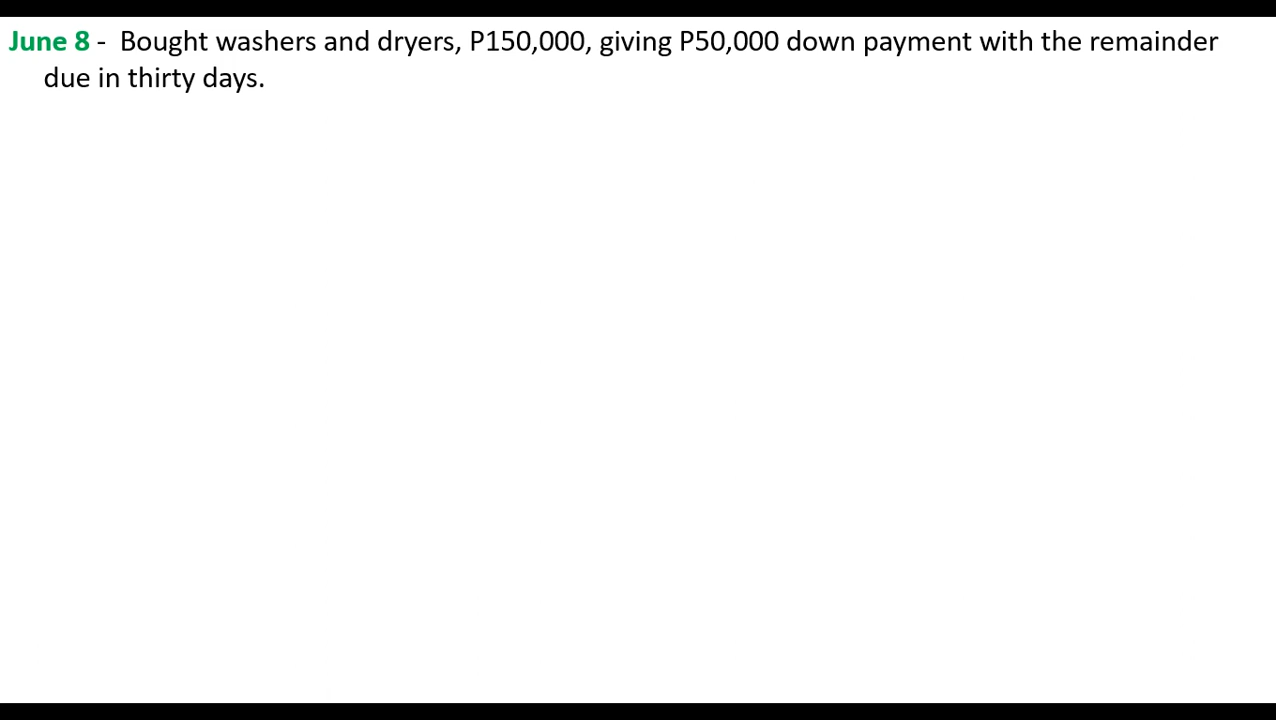 June 8 - Bought washers and dryers, P150,000, giving P50,000 down payment with the remainder
due in thirty days.